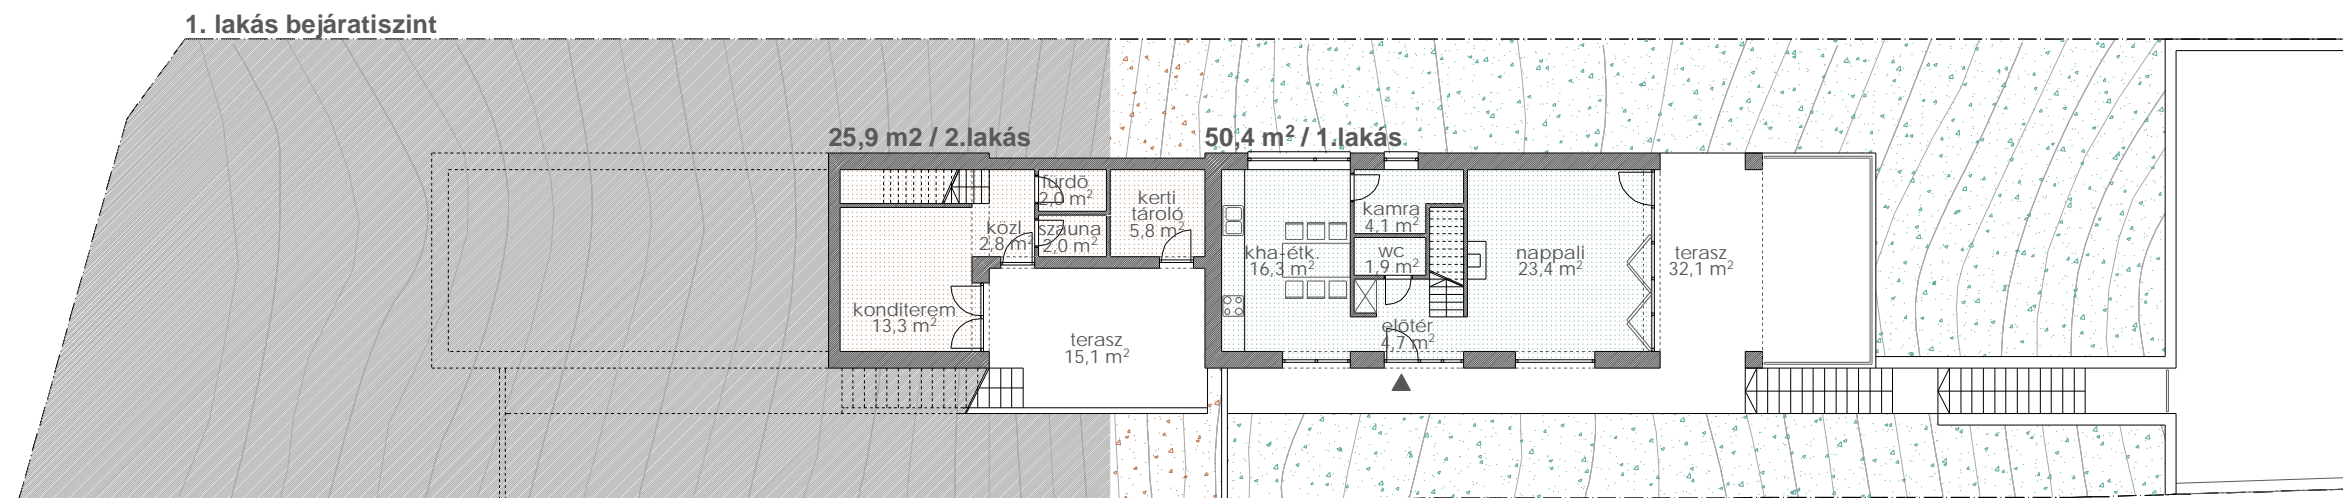 1. lakás bejáratiszint
25,9 m2 / 2.lakás
50,4 m² / 1.lakás
fürdõ
2,0 m²
közl.
2,8 m²
szauna
2,0 m²
kerti
tároló
5,8 m²
konditerem
13,3 m²
terasz
15,1 m²
kha-étk.
16,3 m²
kamra
4,1 m²
wc
1,9 m²
elõtér
4,7 m²
nappali
23,4 m²
terasz
32,1 m²